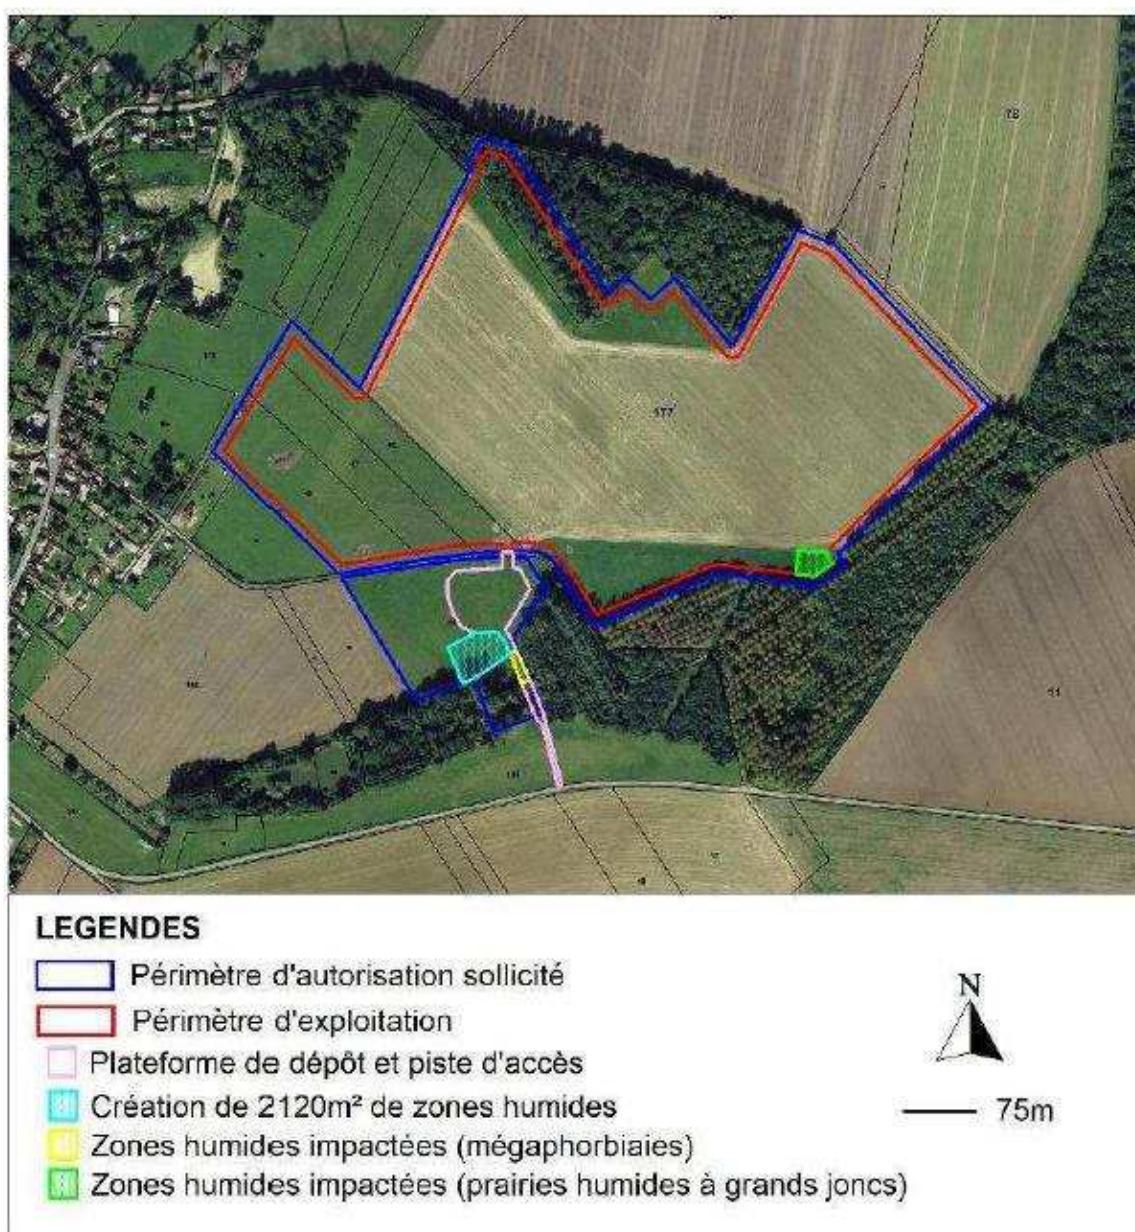 177
LEGENDES
Périmètre d'autorisation sollicité
Périmètre d'exploitation
Plateforme de dépôt et piste d'accès
Création de 2120m² de zones humides
Zones humides impactées (mégaphorbiaies)
Zones humides impactées (prairies humides à grands joncs)
N
75m